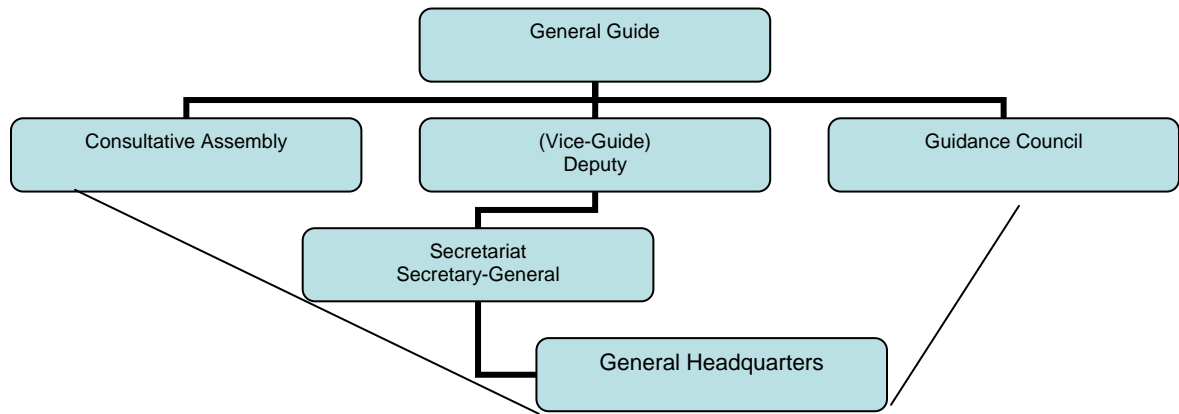 General Guide
Consultative Assembly
(Vice-Guide)
Deputy
Guidance Council
Secretariat
Secretary-General
General Headquarters